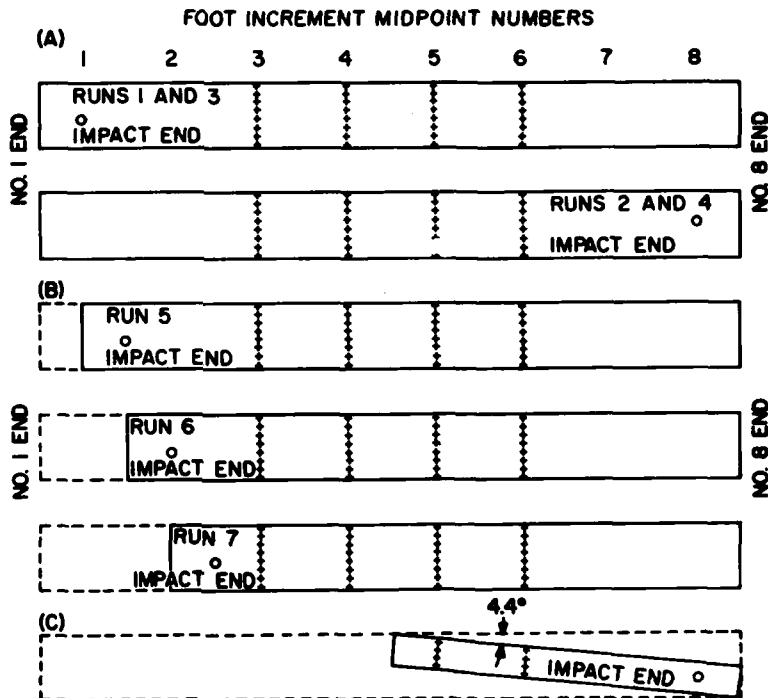 FOOT INCREMENT MIDPOINT NUMBERS
(A)
1 2 3 4 5 6 7 8
NO. 1 END
RUNS 1 AND 3
IMPACT END
NO. 8 END
RUNS 2 AND 4
IMPACT END
(B)
RUN 5
IMPACT END
NO. 1 END
RUN 6
IMPACT END
NO. 8 END
RUN 7
IMPACT END
(C)
4.4°
IMPACT END